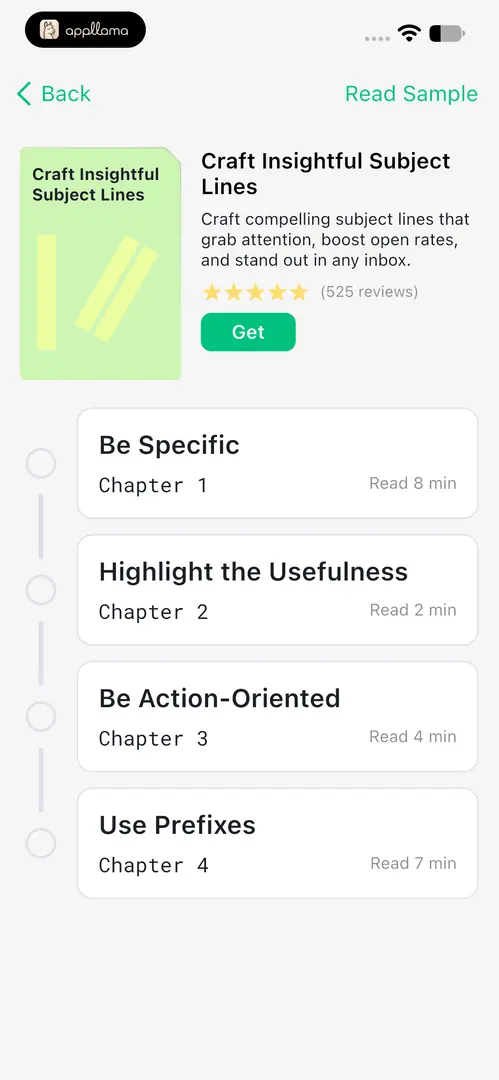 appllama
Back
Read Sample
Craft Insightful
Subject Lines
Craft Insightful Subject
Lines
Craft compelling subject lines that
grab attention, boost open rates,
and stand out in any inbox.
(525 reviews)
Get
Be Specific
Chapter 1
Read 8 min
Highlight the Usefulness
Chapter 2
Read 2 min
Be Action-Oriented
Chapter 3
Read 4 min
Use Prefixes
Chapter 4
Read 7 min